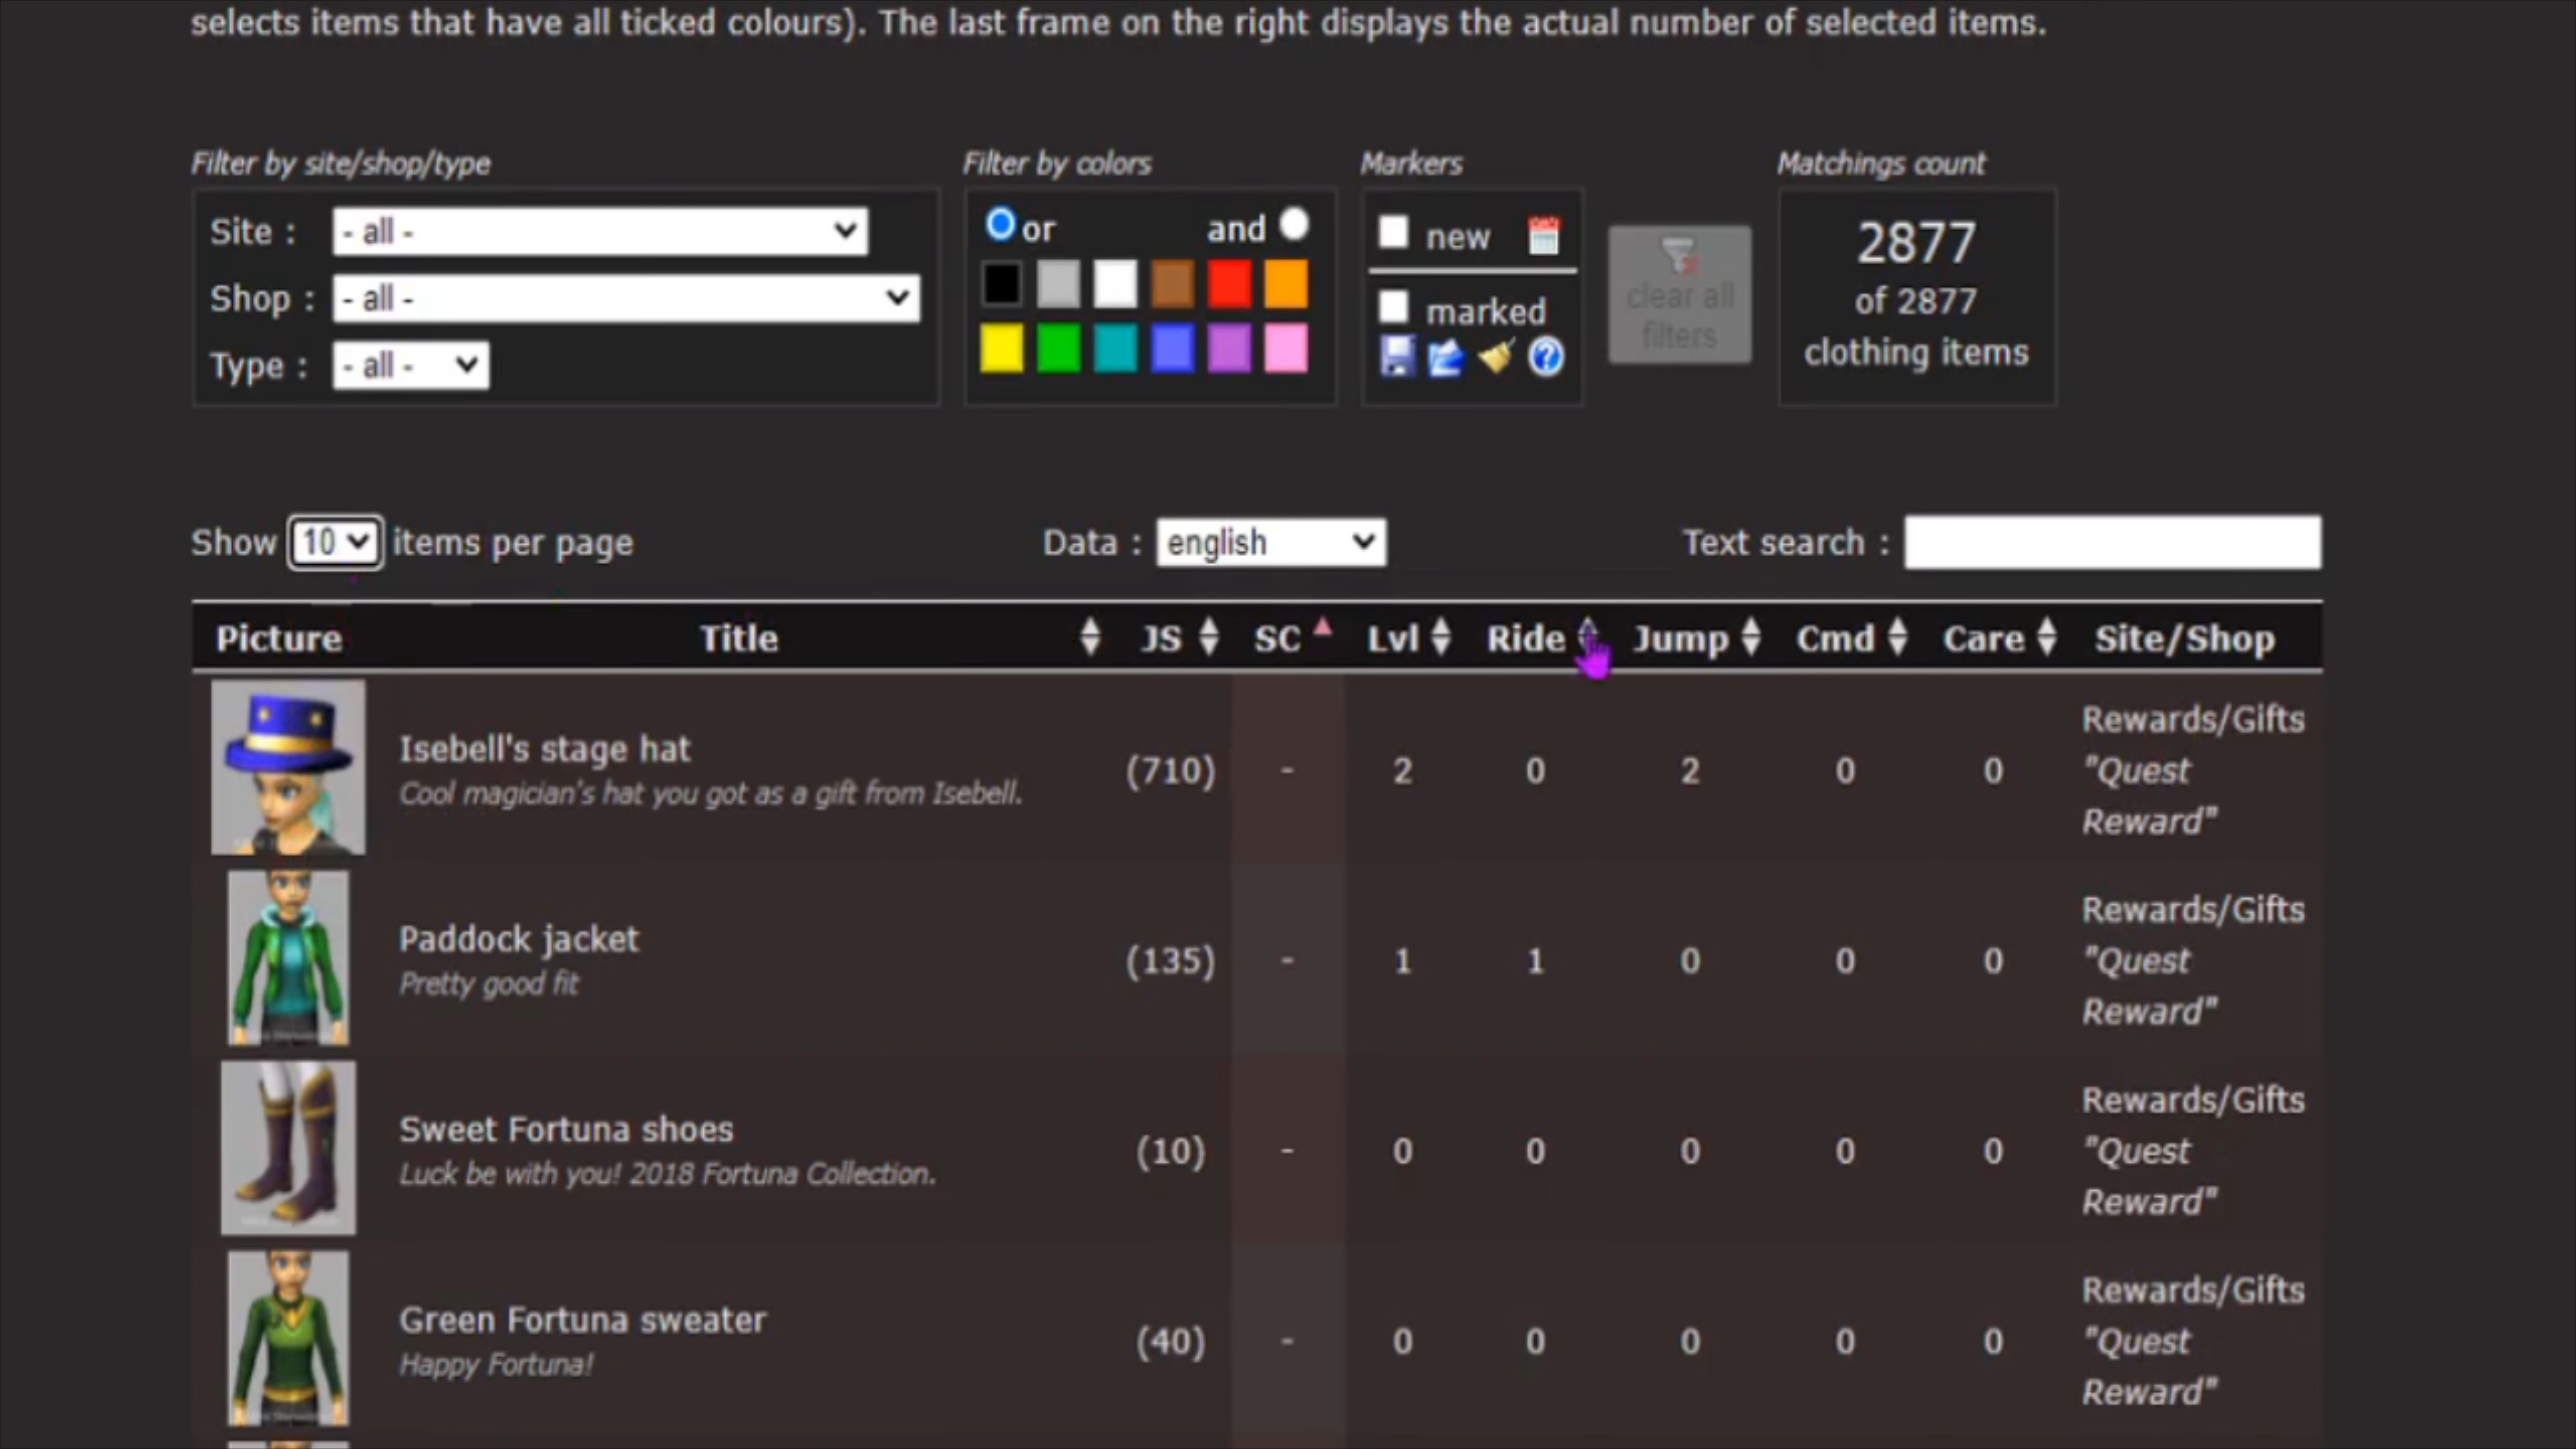 selects items that have all ticked colours). The last frame on the right displays the actual number of selected items.
Filter by site/shop/type
Filter by colors
Markers
Matchings count
Site : - all -
Shop : - all -
Type : - all -
or and
new
marked
clear all
filters
2877
of 2877
clothing items
Show 10 items per page
Data : english
Text search :
Picture Title JS SC Lvl Ride Jump Cmd Care Site/Shop
Isebell's stage hat
Cool magician's hat you got as a gift from Isebell.
(710) - 2 0 2 0 0
Rewards/Gifts
"Quest
Reward"
Paddock jacket
Pretty good fit
(135) - 1 1 0 0 0
Rewards/Gifts
"Quest
Reward"
Sweet Fortuna shoes
Luck be with you! 2018 Fortuna Collection.
(10) - 0 0 0 0 0
Rewards/Gifts
"Quest
Reward"
Green Fortuna sweater
Happy Fortuna!
(40) - 0 0 0 0 0
Rewards/Gifts
"Quest
Reward"